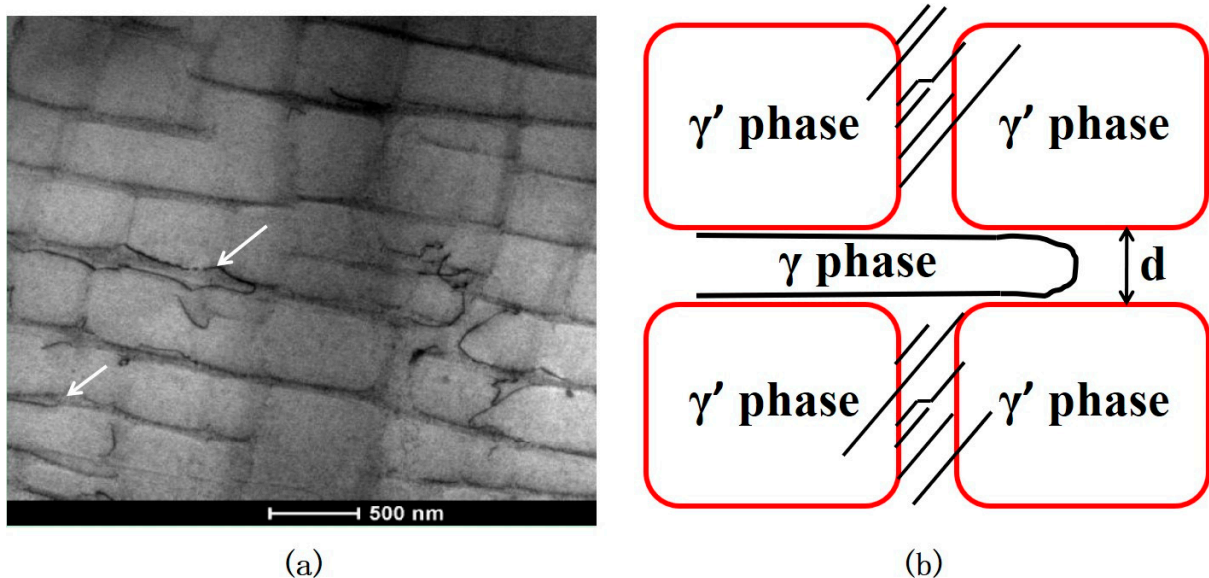 γ′ phase γ′ phase
γ phase d
γ′ phase γ′ phase
500 nm
(a) (b)